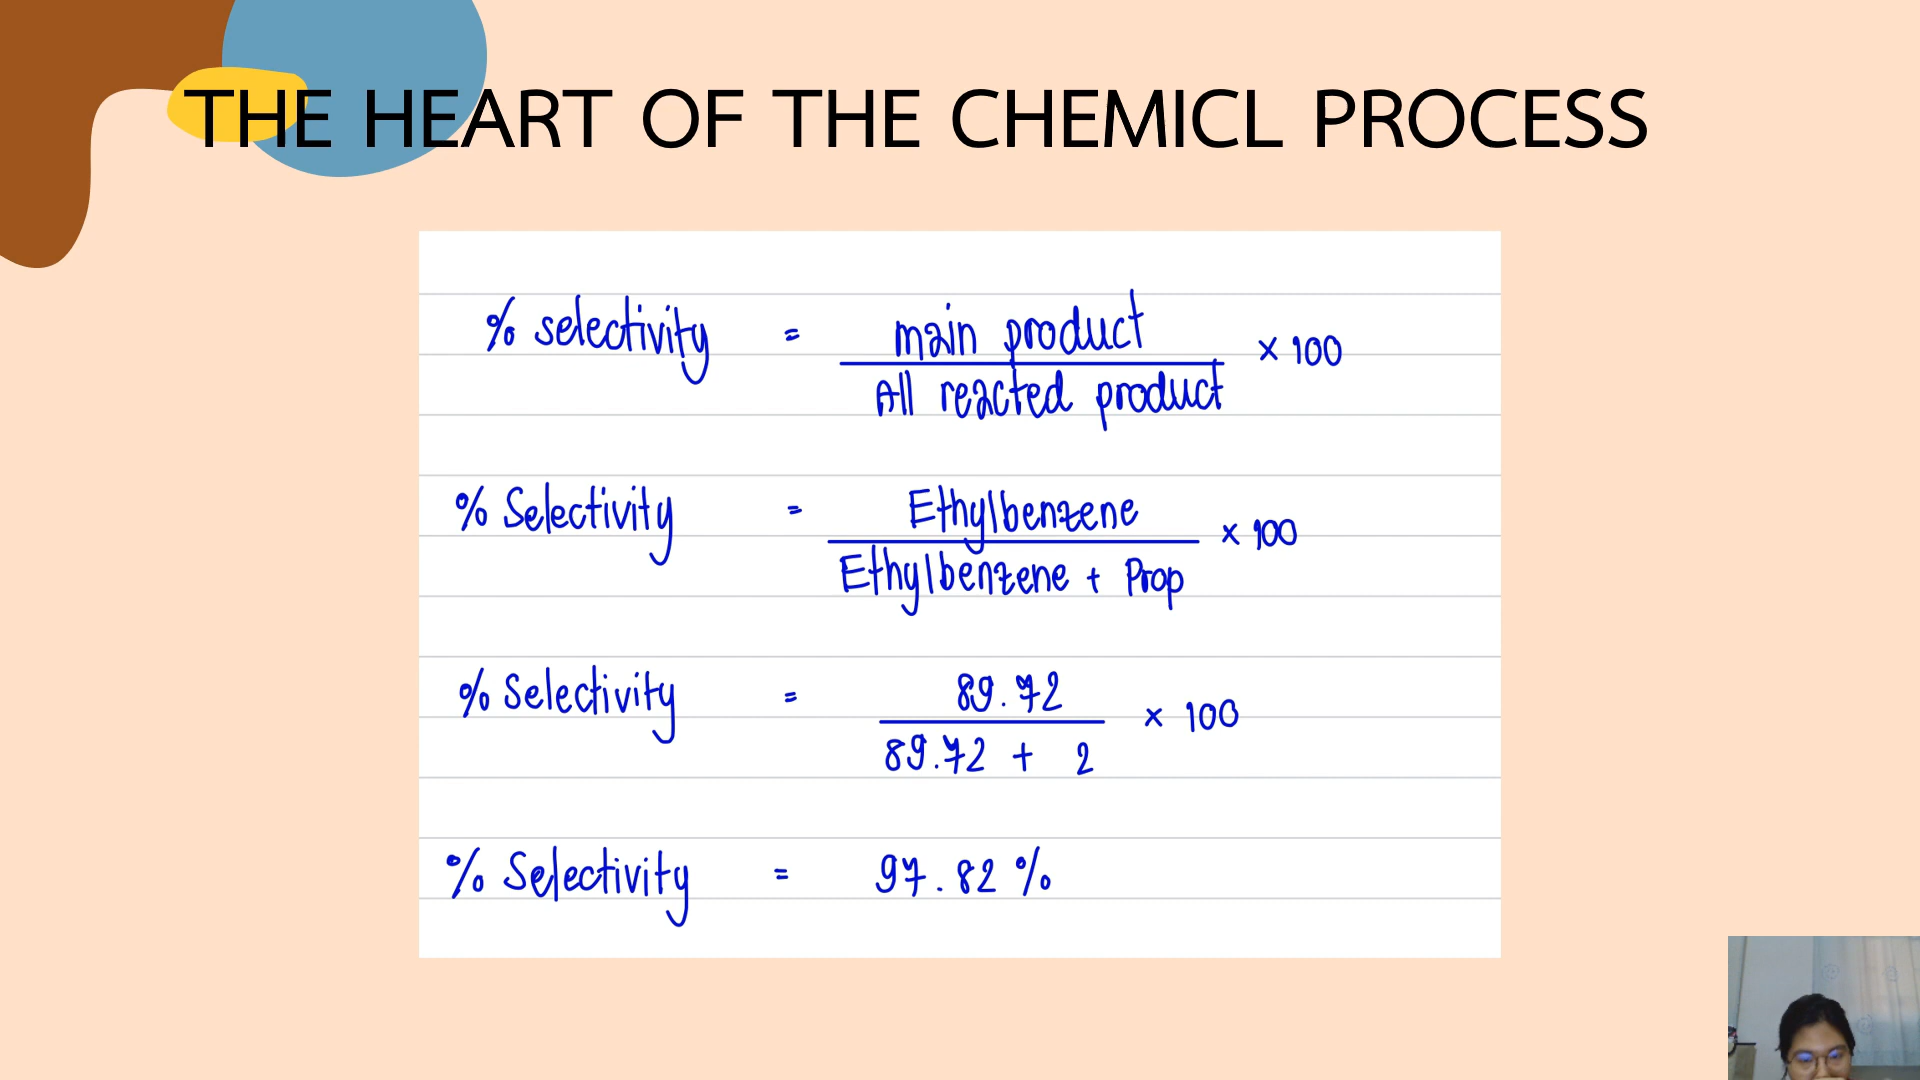 THE HEART OF THE CHEMICL PROCESS
% selectivity = main product / All reacted product × 100
% Selectivity = Ethylbenzene / Ethylbenzene + Prop × 100
% Selectivity = 89.72 / 89.72 + 2 × 100
% Selectivity = 97.82 %